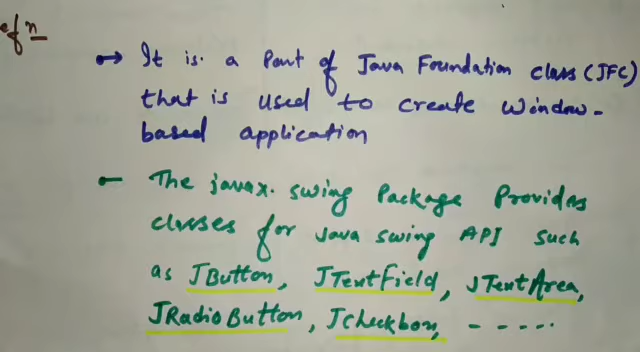 efn
→ It is a Part of Java Foundation class (JFC)
that is used to create window-
based application
- The javax. swing Package Provides
classes for Java swing API such
as JButton, JTextField, JTextArea,
JRadioButton, JCheckbox, - - - - -